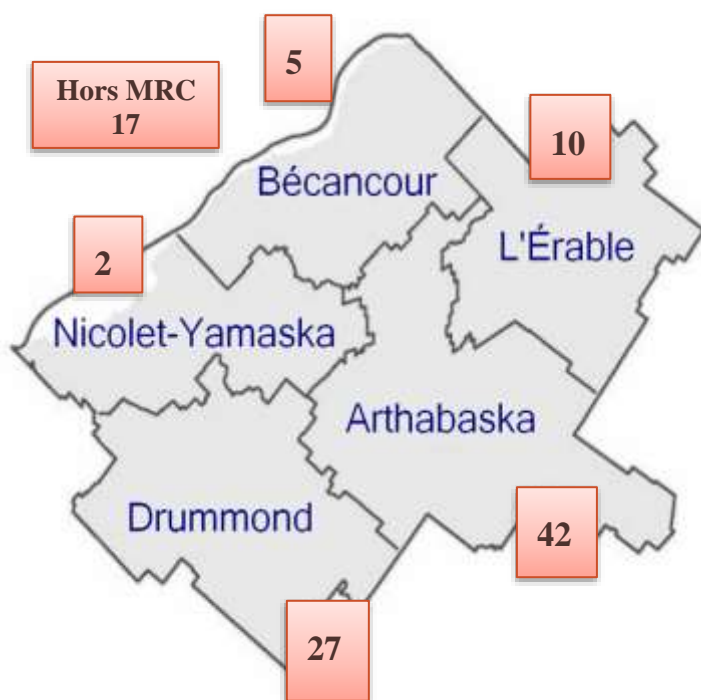 5
Hors MRC
17
10
Bécancour
2
L'Érable
Nicolet-Yamaska
Arthabaska
Drummond
42
27